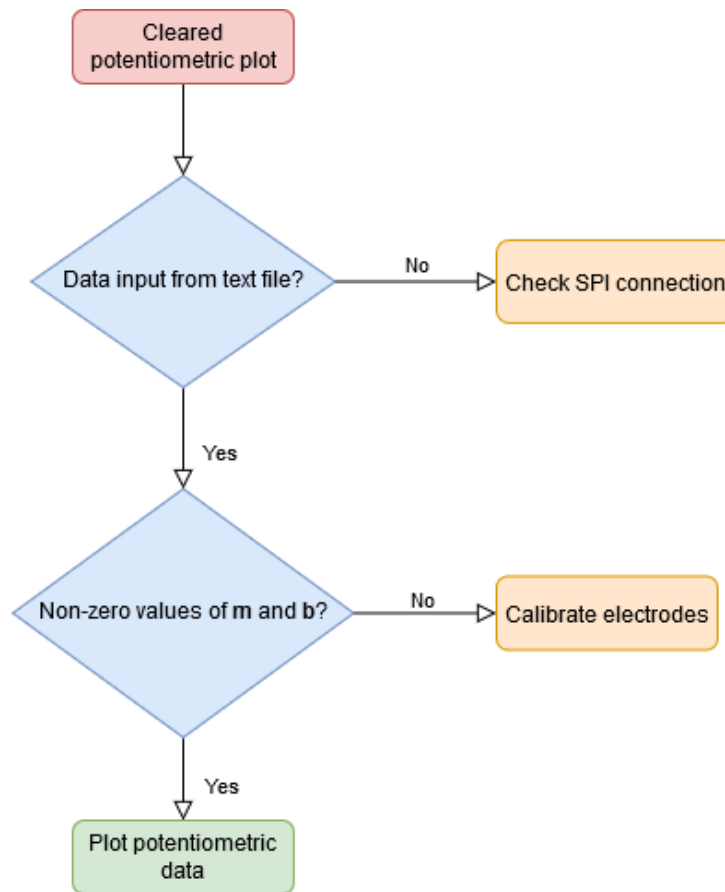 Cleared
potentiometric plot
Data input from text file?
No
Check SPI connection
Yes
Non-zero values of m and b?
No
Calibrate electrodes
Yes
Plot potentiometric
data